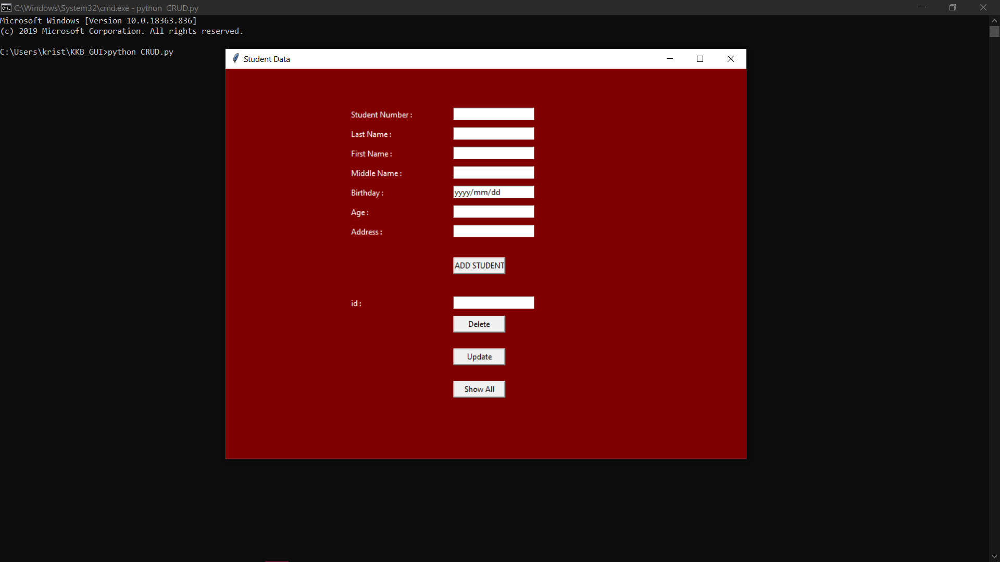 C:\Windows\System32\cmd.exe - python  CRUD.py
Microsoft Windows [Version 10.0.18363.836]
(c) 2019 Microsoft Corporation. All rights reserved.
C:\Users\krist\KKB_GUI>python CRUD.py
Student Data
Student Number :
Last Name :
First Name :
Middle Name :
Birthday : yyyy/mm/dd
Age :
Address :
ADD STUDENT
id :
Delete
Update
Show All